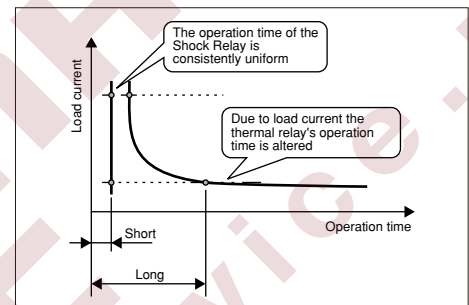 The operation time of the
Shock Relay is
consistently uniform
Load current
Due to load current the
thermal relay's operation
time is altered
Operation time
Short
Long